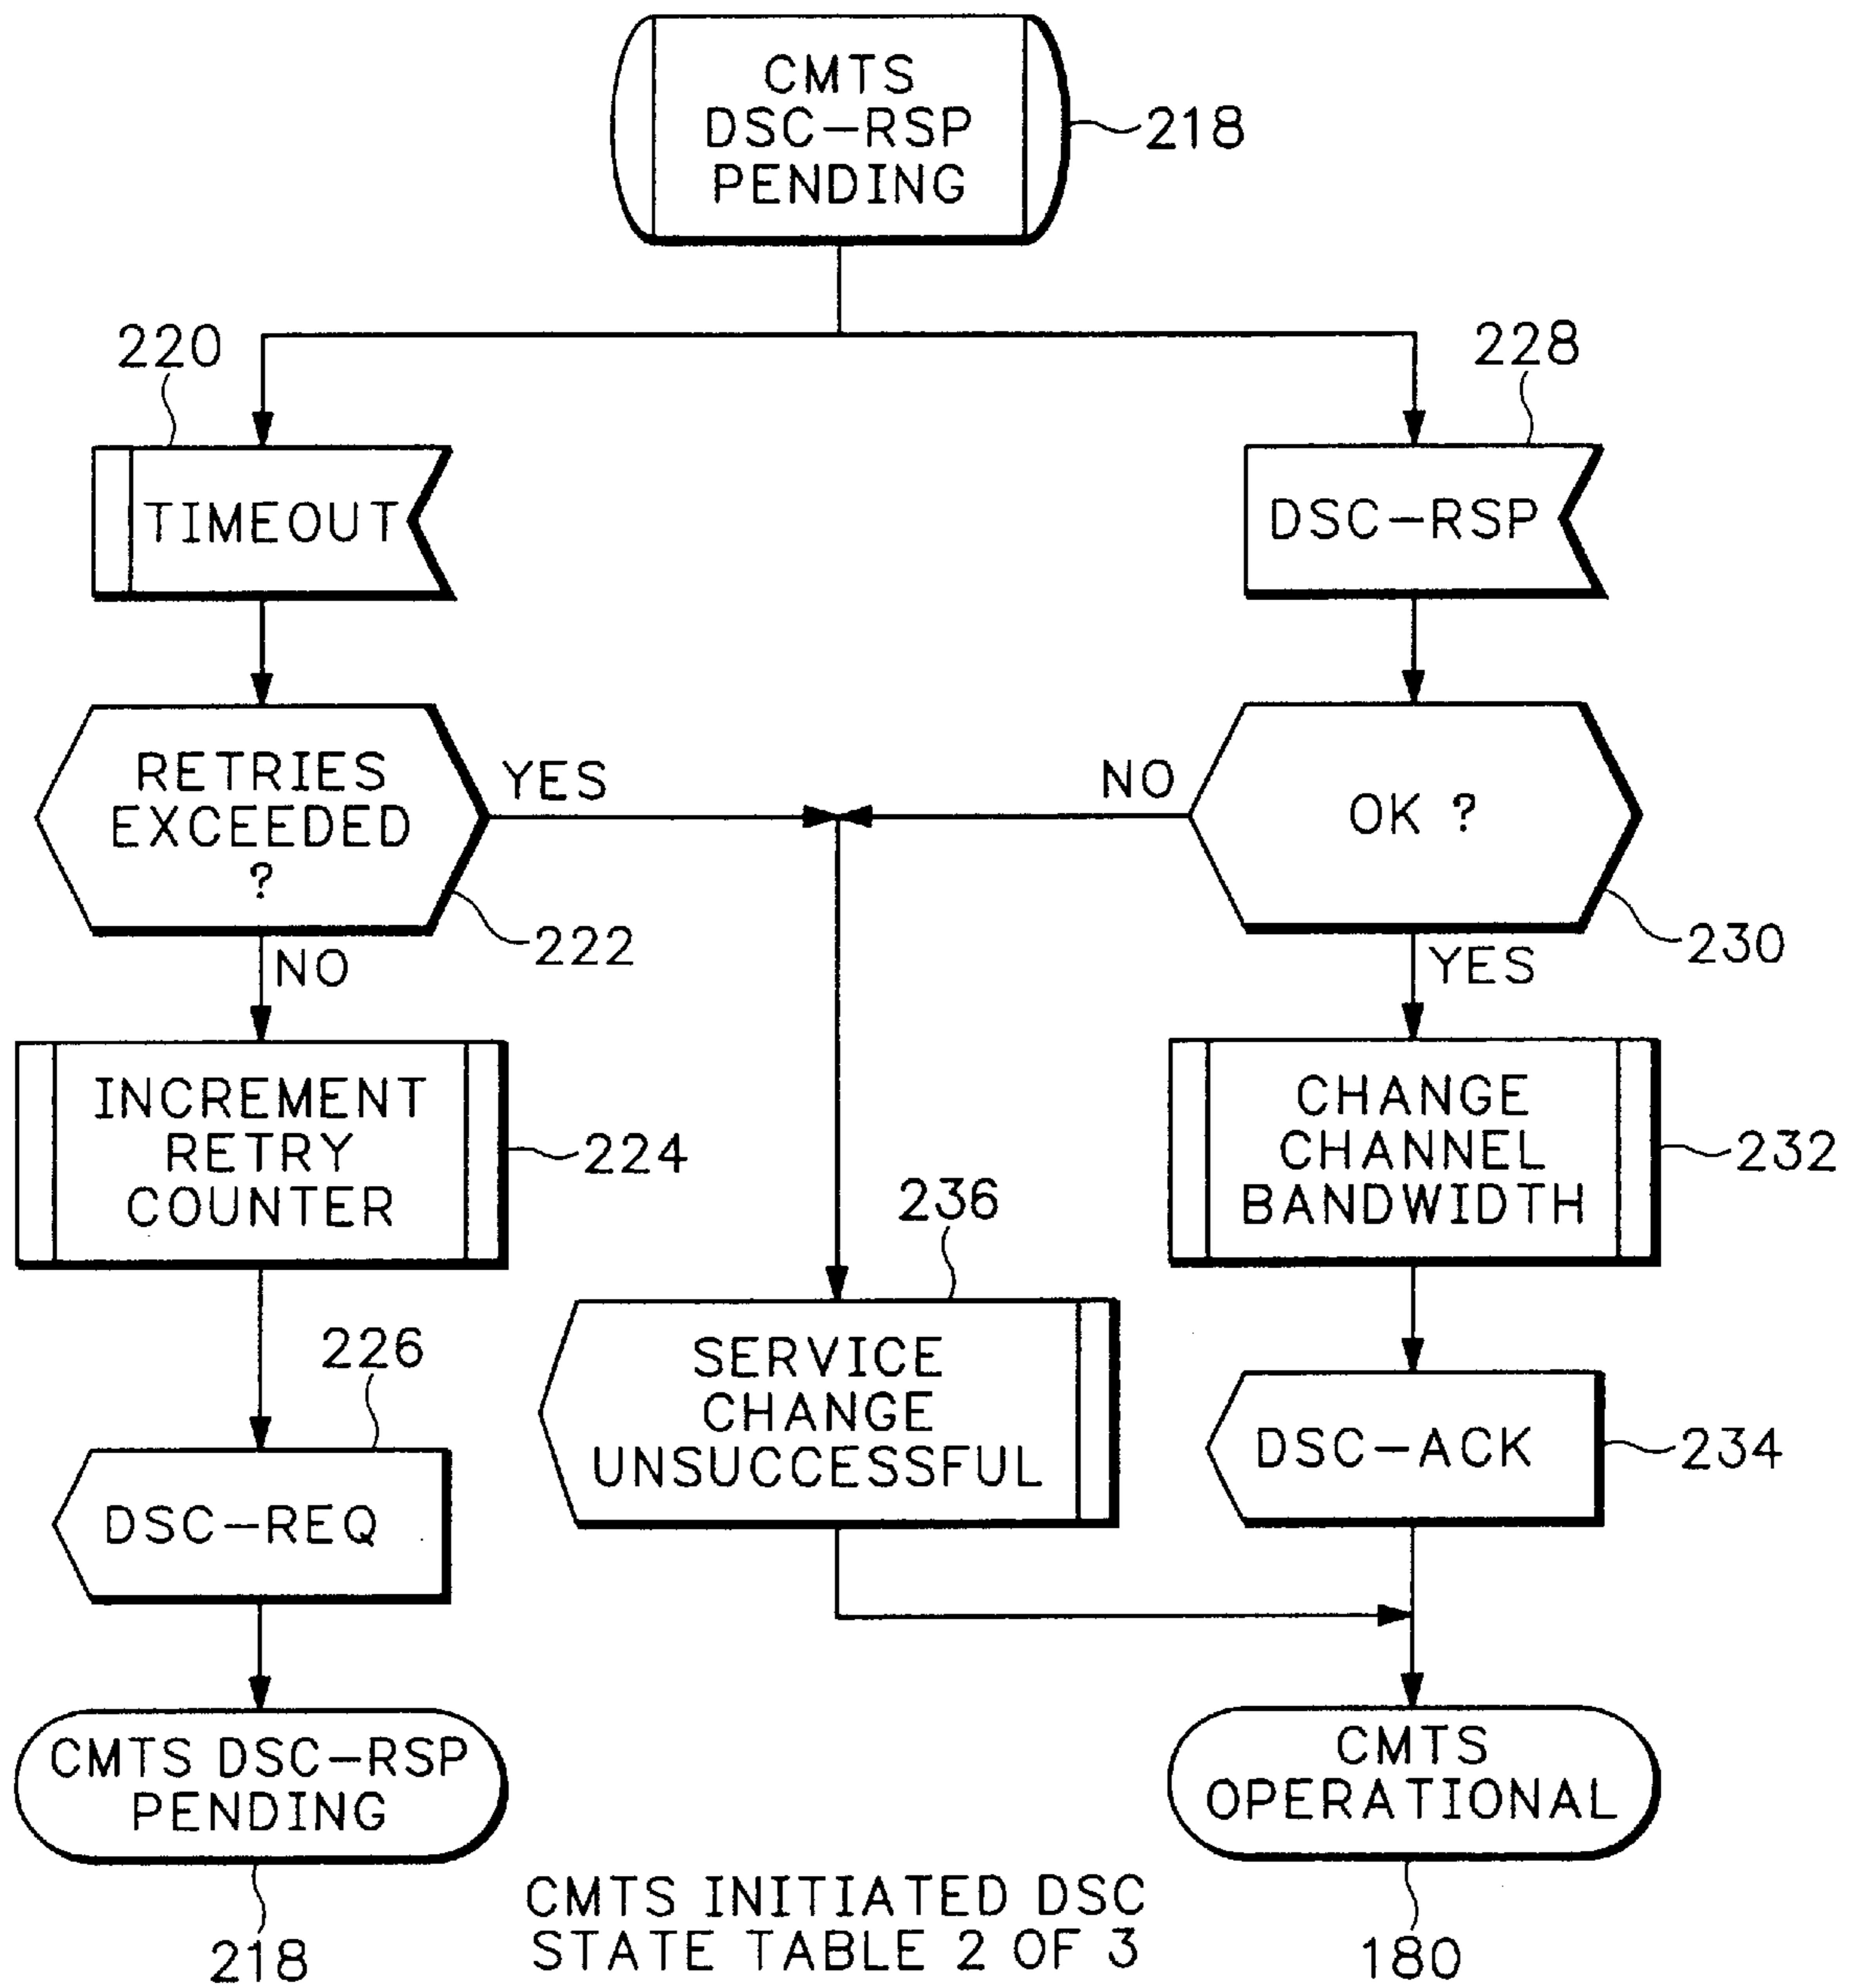 CMTS
DSC-RSP
PENDING
218
220
228
TIMEOUT
DSC-RSP
RETRIES
EXCEEDED
?
YES
NO
OK ?
222
230
NO
YES
INCREMENT
RETRY
COUNTER
224
CHANGE
CHANNEL
BANDWIDTH
232
236
226
SERVICE
CHANGE
UNSUCCESSFUL
DSC-ACK
234
DSC-REQ
CMTS DSC-RSP
PENDING
CMTS
OPERATIONAL
218
180
CMTS INITIATED DSC
STATE TABLE 2 OF 3